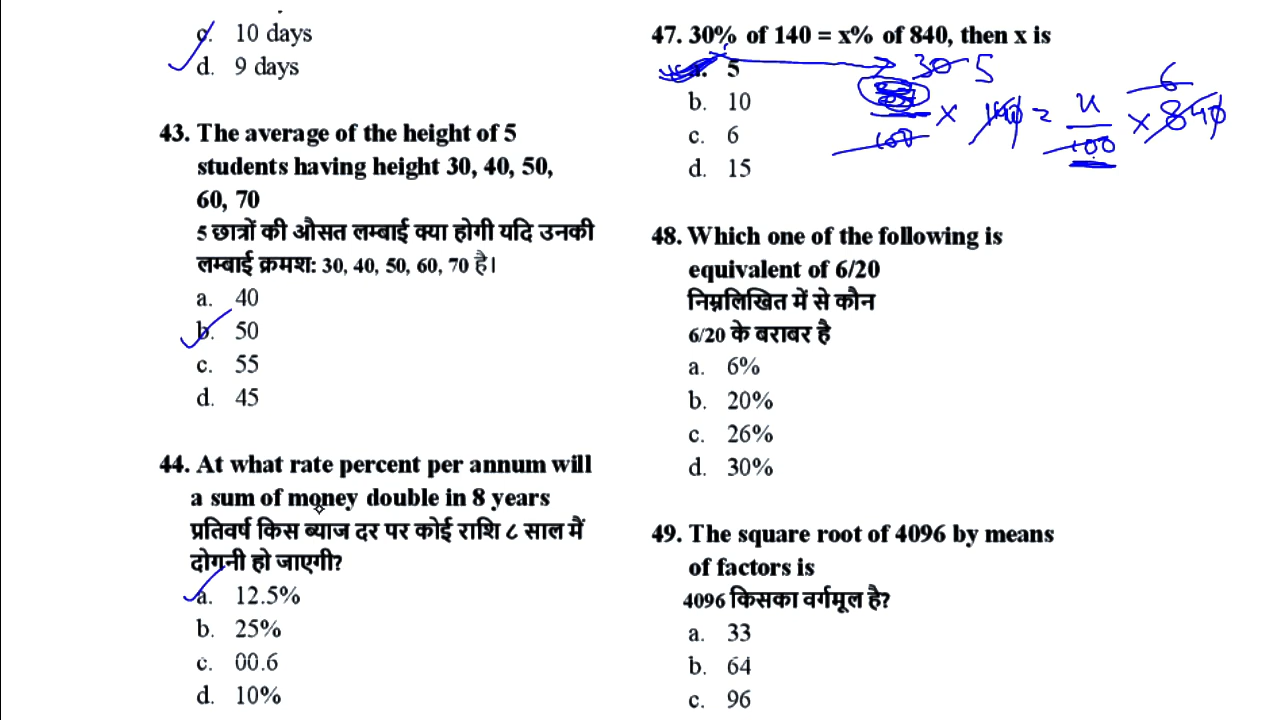 c. 10 days
d. 9 days
43. The average of the height of 5
students having height 30, 40, 50,
60, 70
5 छात्रों की औसत लम्बाई क्या होगी यदि उनकी
लम्बाई क्रमश: 30, 40, 50, 60, 70 है।
a. 40
b. 50
c. 55
d. 45
44. At what rate percent per annum will
a sum of money double in 8 years
प्रतिवर्ष किस ब्याज दर पर कोई राशि ८ साल मैं
दोगुनी हो जाएगी?
a. 12.5%
b. 25%
c. 00.6
d. 10%
47. 30% of 140 = x% of 840, then x is
5
b. 10
c. 6
d. 15
30 5
6
100 × 140 = x/100 × 840
48. Which one of the following is
equivalent of 6/20
निम्नलिखित में से कौन
6/20 के बराबर है
a. 6%
b. 20%
c. 26%
d. 30%
49. The square root of 4096 by means
of factors is
4096 किसका वर्गमूल है?
a. 33
b. 64
c. 96